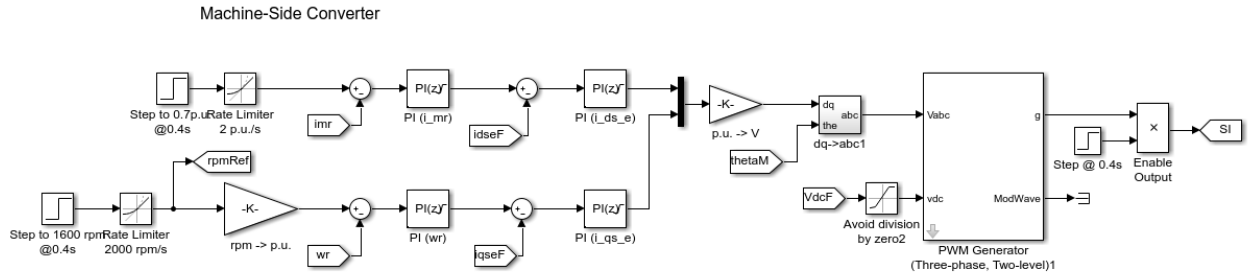 Machine-Side Converter
Step to 0.7p.u.
@0.4s
Rate Limiter
2 p.u./s
+
-
imr
PI(z)
PI (i_mr)
+
-
idseF
PI(z)
PI (i_ds_e)
-K-
p.u. -> V
dq
the
abc
dq->abc1
thetaM
VdcF
Avoid division
by zero2
Vabc
vdc
g
ModWave
PWM Generator
(Three-phase, Two-level)1
Step @ 0.4s
×
Enable
Output
SI
rpmRef
Step to 1600 rpm
@0.4s
Rate Limiter
2000 rpm/s
-K-
rpm -> p.u.
+
-
wr
PI(z)
PI (wr)
+
-
iqseF
PI(z)
PI (i_qs_e)